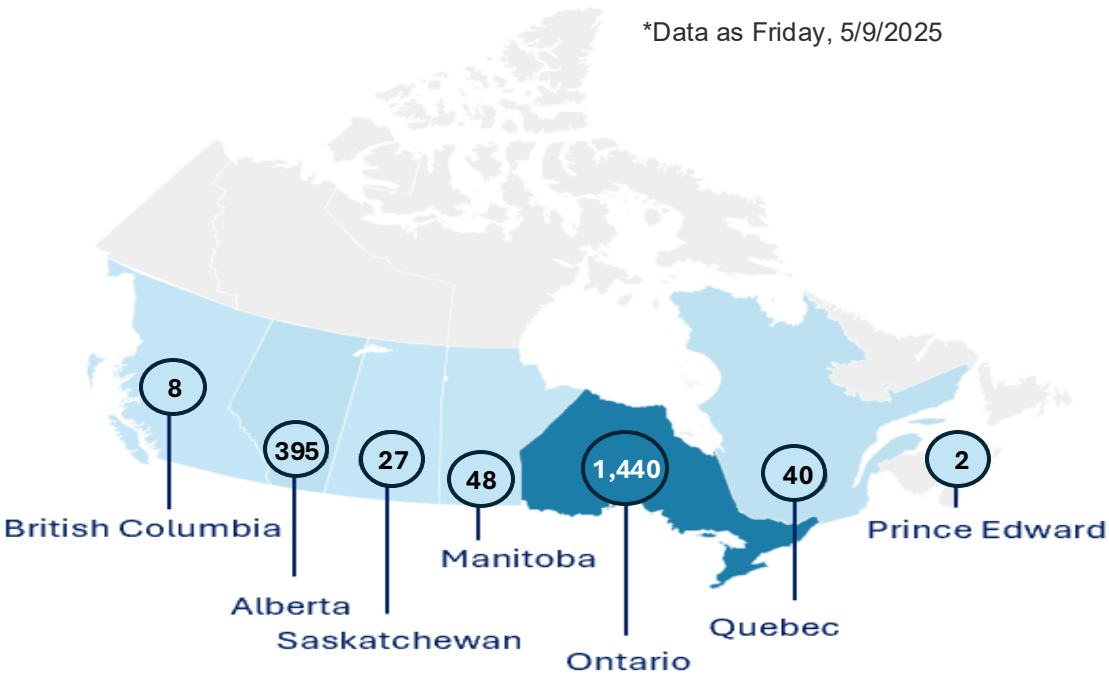 *Data as Friday, 5/9/2025
8
395
27
48
1,440
40
2
British Columbia
Alberta
Saskatchewan
Manitoba
Ontario
Quebec
Prince Edward